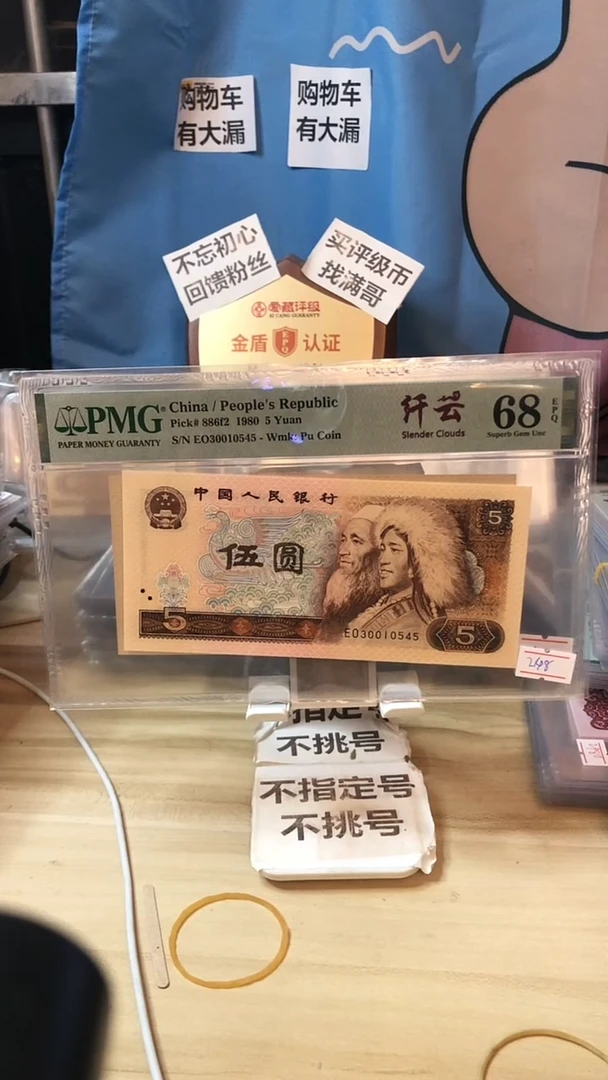 购物车
有大漏
购物车
有大漏
不忘初心
回馈粉丝
买评级币
找满哥
爱藏评级
金盾 EPQ 认证
PMG
PAPER MONEY GUARANTY
China / People's Republic
Pick# 886f2 1980 5 Yuan
S/N EO30010545 - Wmk: Pu Coin
纤云
Slender Clouds
68
EPQ
Superb Gem Unc
中国人民银行
5
伍圆
5
EO30010545
5
248
指定号
不挑号
不指定号
不挑号